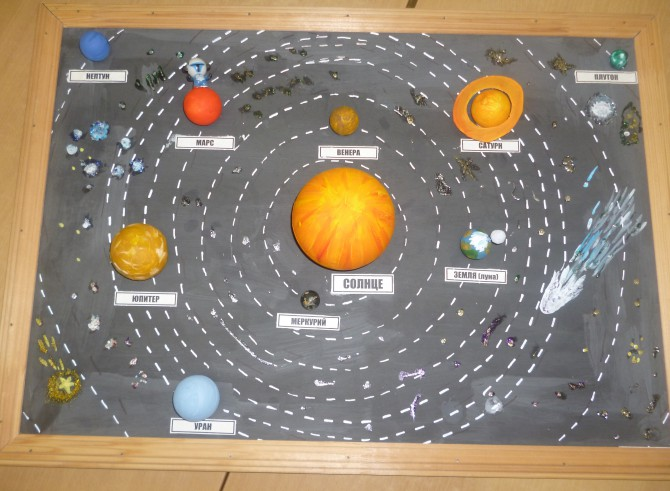 НЕПТУН
ПЛУТОН
МАРС
ВЕНЕРА
САТУРН
ЗЕМЛЯ (луна)
СОЛНЦЕ
ЮПИТЕР
МЕРКУРИЙ
УРАН